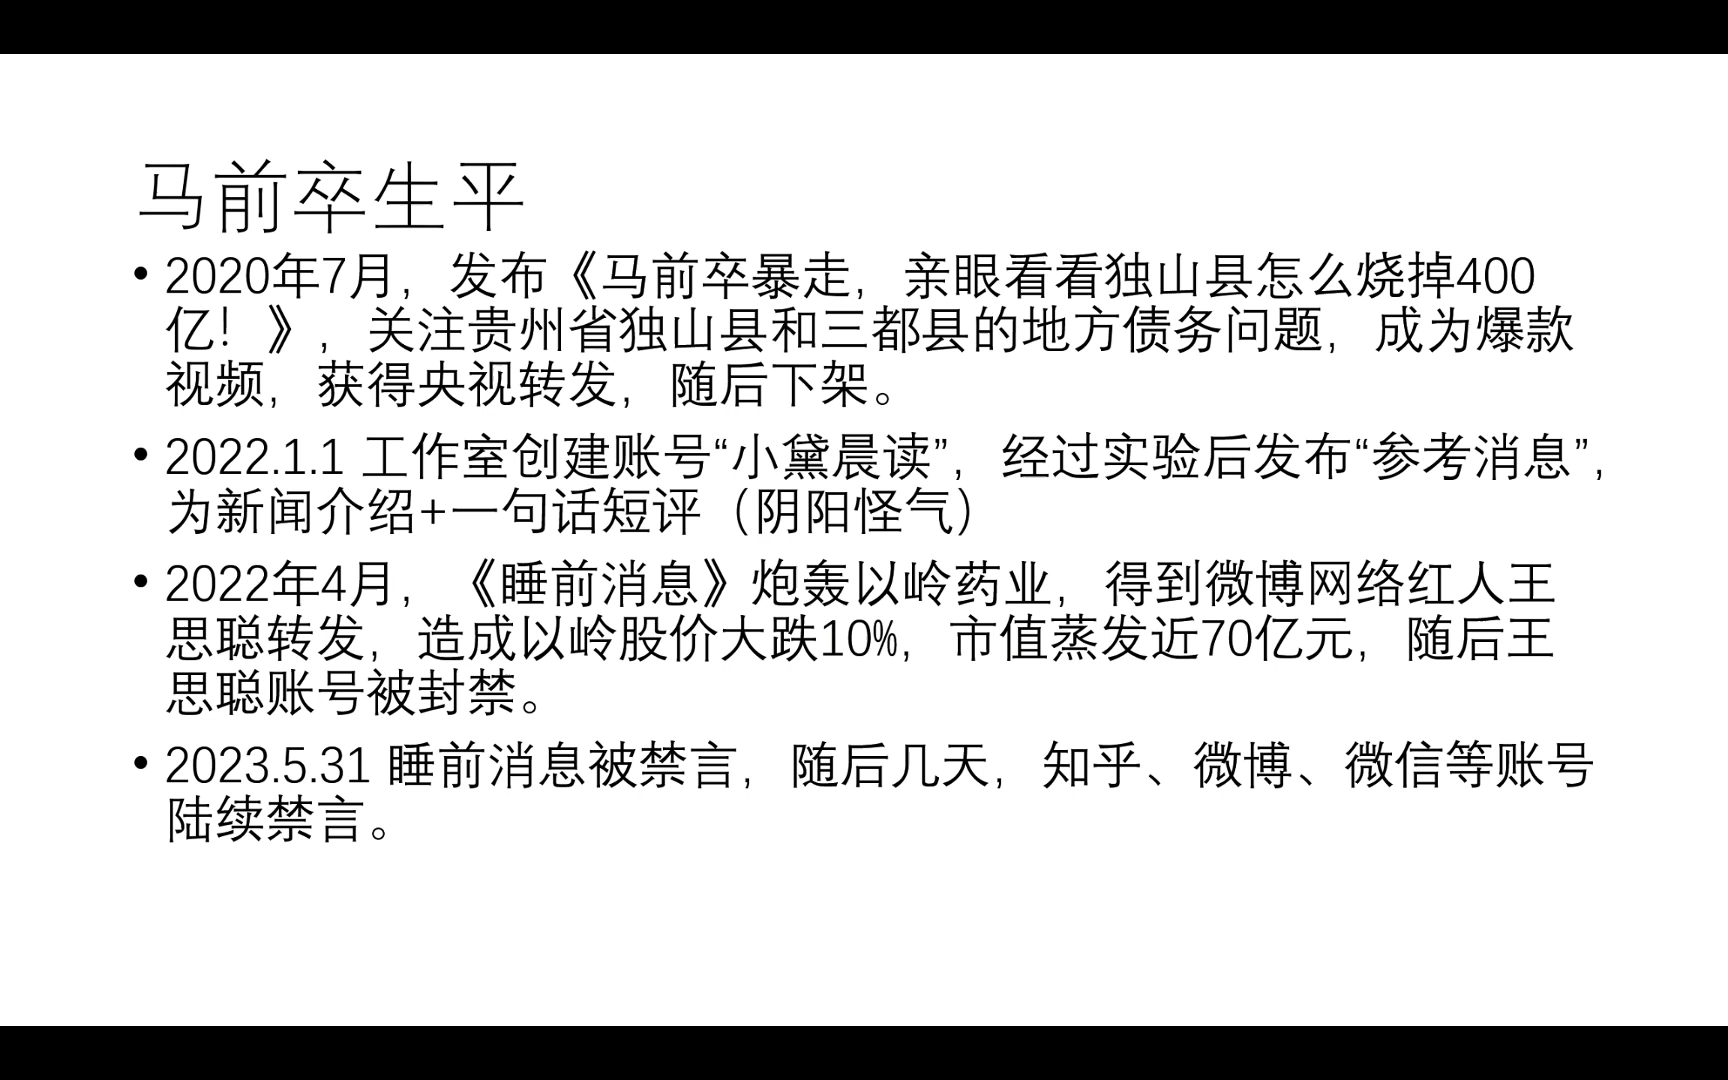 马前卒生平
• 2020年7月，发布《马前卒暴走，亲眼看看独山县怎么烧掉400
亿！》，关注贵州省独山县和三都县的地方债务问题，成为爆款
视频，获得央视转发，随后下架。
• 2022.1.1 工作室创建账号“小黛晨读”，经过实验后发布“参考消息”，
为新闻介绍+一句话短评（阴阳怪气）
• 2022年4月，《睡前消息》炮轰以岭药业，得到微博网络红人王
思聪转发，造成以岭股价大跌10%，市值蒸发近70亿元，随后王
思聪账号被封禁。
• 2023.5.31 睡前消息被禁言，随后几天，知乎、微博、微信等账号
陆续禁言。